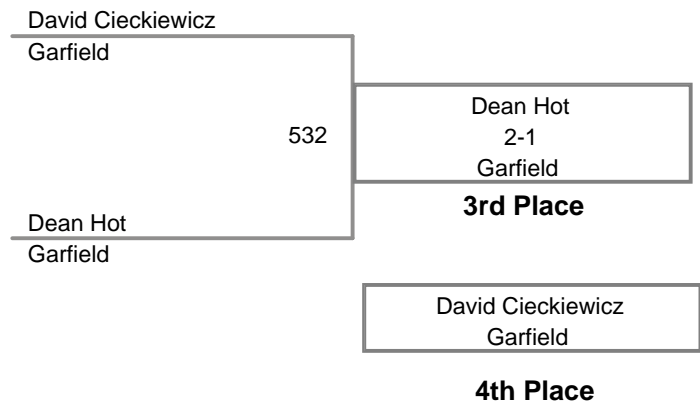 David Cieckiewicz
Garfield
532
Dean Hot
2-1
Garfield
3rd Place
Dean Hot
Garfield
David Cieckiewicz
Garfield
4th Place